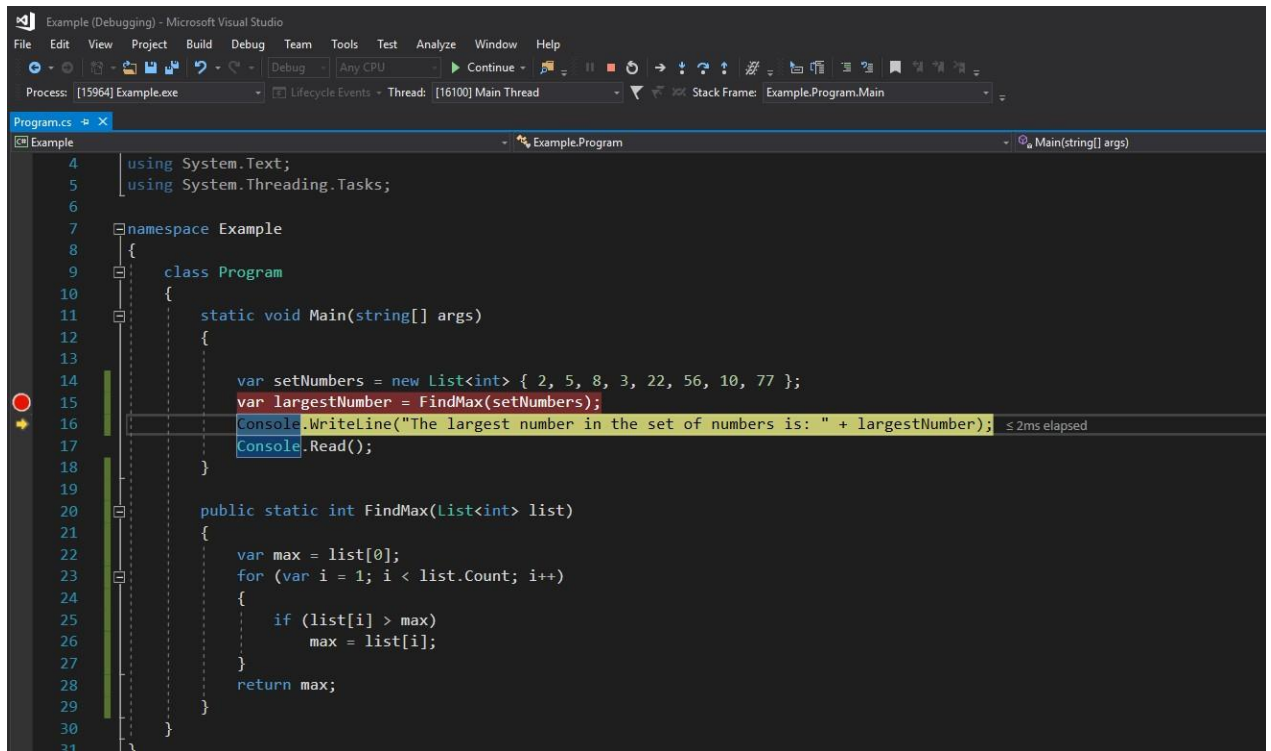 Example (Debugging) - Microsoft Visual Studio
File Edit View Project Build Debug Team Tools Test Analyze Window Help
Debug Any CPU Continue
Process: [15964] Example.exe Lifecycle Events Thread: [16100] Main Thread Stack Frame: Example.Program.Main
Program.cs
C# Example Example.Program Main(string[] args)
4 using System.Text;
5 using System.Threading.Tasks;
6
7 namespace Example
8 {
9 class Program
10 {
11 static void Main(string[] args)
12 {
13
14 var setNumbers = new List<int> { 2, 5, 8, 3, 22, 56, 10, 77 };
15 var largestNumber = FindMax(setNumbers);
16 Console.WriteLine("The largest number in the set of numbers is: " + largestNumber); ≤ 2ms elapsed
17 Console.Read();
18 }
19
20 public static int FindMax(List<int> list)
21 {
22 var max = list[0];
23 for (var i = 1; i < list.Count; i++)
24 {
25 if (list[i] > max)
26 max = list[i];
27 }
28 return max;
29 }
30 }
31 }